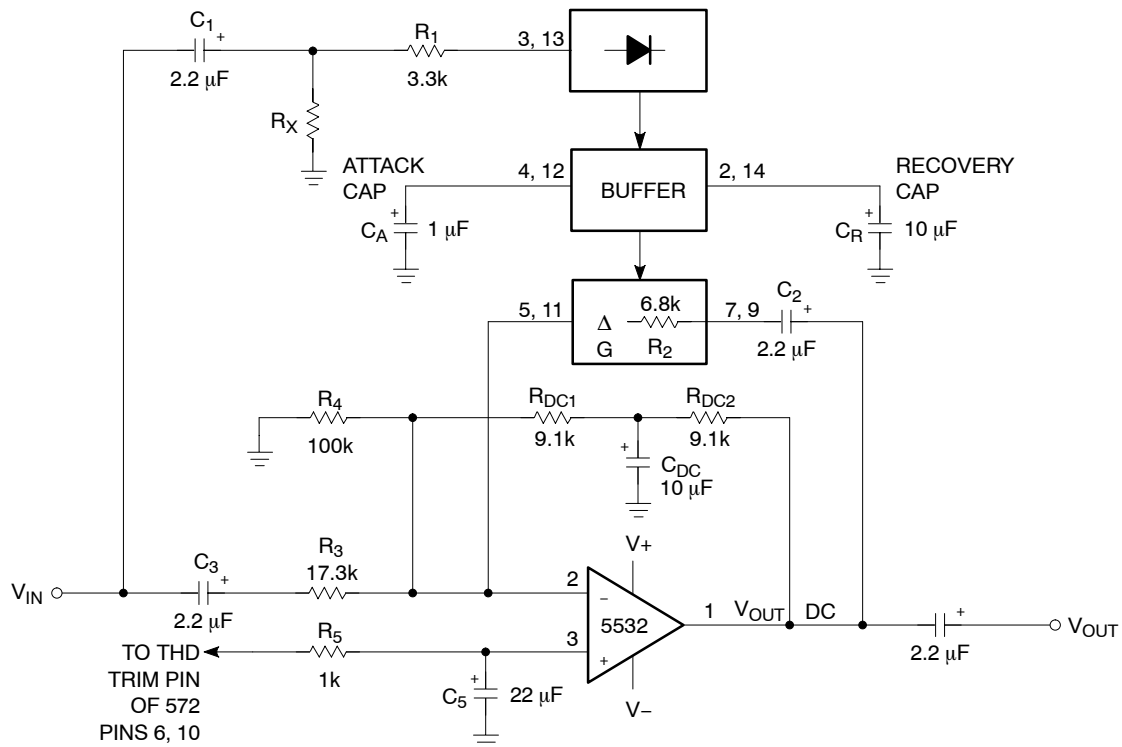 C1
+
2.2 μF
R1
3.3k
3, 13
RX
ATTACK
CAP
4, 12
BUFFER
2, 14
RECOVERY
CAP
+
CA
1 μF
+
CR
10 μF
5, 11
Δ
G
6.8k
R2
7, 9
C2
+
2.2 μF
R4
100k
RDC1
9.1k
RDC2
9.1k
+
CDC
10 μF
VIN
C3
+
2.2 μF
R3
17.3k
2
−
V+
5532
1
VOUT DC
+
2.2 μF
VOUT
3
+
V−
TO THD
TRIM PIN
OF 572
PINS 6, 10
R5
1k
+
C5
22 μF